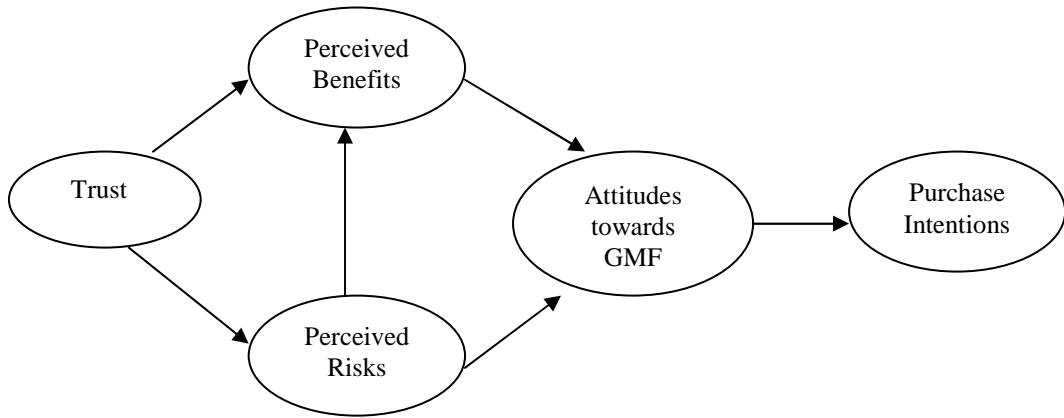 Perceived
Benefits
Trust
Attitudes
towards
GMF
Purchase
Intentions
Perceived
Risks